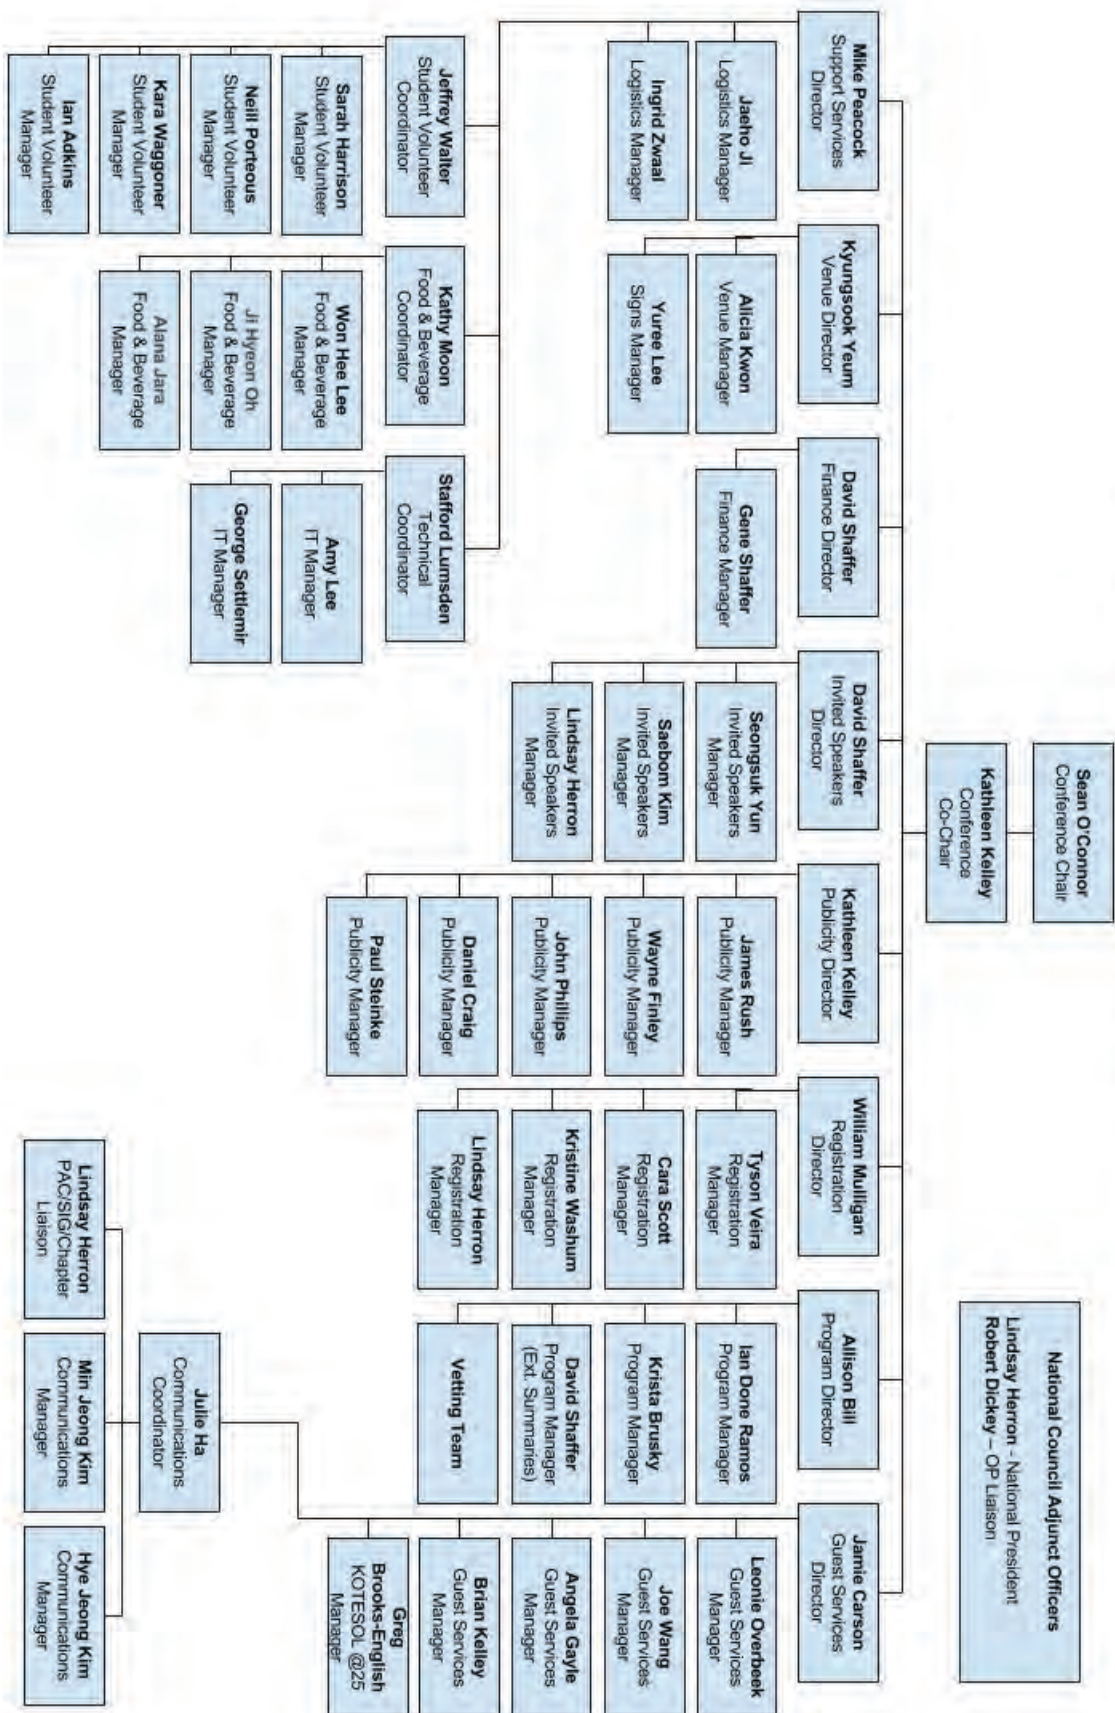 Sean O'Connor
Conference Chair
Kathleen Kelley
Conference
Co-Chair
National Council Adjunct Officers
Lindsay Herron - National President
Robert Dickey – OP Liaison
Mike Peacock
Support Services
Director
Jaeho Ji
Logistics Manager
Ingrid Zwaal
Logistics Manager
Jeffrey Walter
Student Volunteer
Coordinator
Sarah Harrison
Student Volunteer
Manager
Neill Porteous
Student Volunteer
Manager
Kara Waggoner
Student Volunteer
Manager
Ian Adkins
Student Volunteer
Manager
Kathy Moon
Food & Beverage
Coordinator
Won Hee Lee
Food & Beverage
Manager
Ji Hyeon Oh
Food & Beverage
Manager
Alana Jara
Food & Beverage
Manager
Stafford Lumsden
Technical
Coordinator
Amy Lee
IT Manager
George Settlemir
IT Manager
Kyungsook Yeum
Venue Director
Alicia Kwon
Venue Manager
Yuree Lee
Signs Manager
David Shaffer
Finance Director
Gene Shaffer
Finance Manager
David Shaffer
Invited Speakers
Director
Seongsuk Yun
Invited Speakers
Manager
Saebom Kim
Invited Speakers
Manager
Lindsay Herron
Invited Speakers
Manager
Kathleen Kelley
Publicity Director
James Rush
Publicity Manager
Wayne Finley
Publicity Manager
John Phillips
Publicity Manager
Daniel Craig
Publicity Manager
Paul Steinke
Publicity Manager
William Mulligan
Registration
Director
Tyson Veira
Registration
Manager
Cara Scott
Registration
Manager
Kristine Washum
Registration
Manager
Lindsay Herron
Registration
Manager
Allison Bill
Program Director
Ian Done Ramos
Program Manager
Krista Brusky
Program Manager
David Shaffer
Program Manager
(Ext. Summaries)
Vetting Team
Jamie Carson
Guest Services
Director
Leonie Overbeek
Guest Services
Manager
Joe Wang
Guest Services
Manager
Angela Gayle
Guest Services
Manager
Brian Kelley
Guest Services
Manager
Greg
Brooks-English
KOTESOL @25
Manager
Julie Ha
Communications
Coordinator
Lindsay Herron
PAC/SIG/Chapter
Liaison
Min Jeong Kim
Communications
Manager
Hye Jeong Kim
Communications
Manager